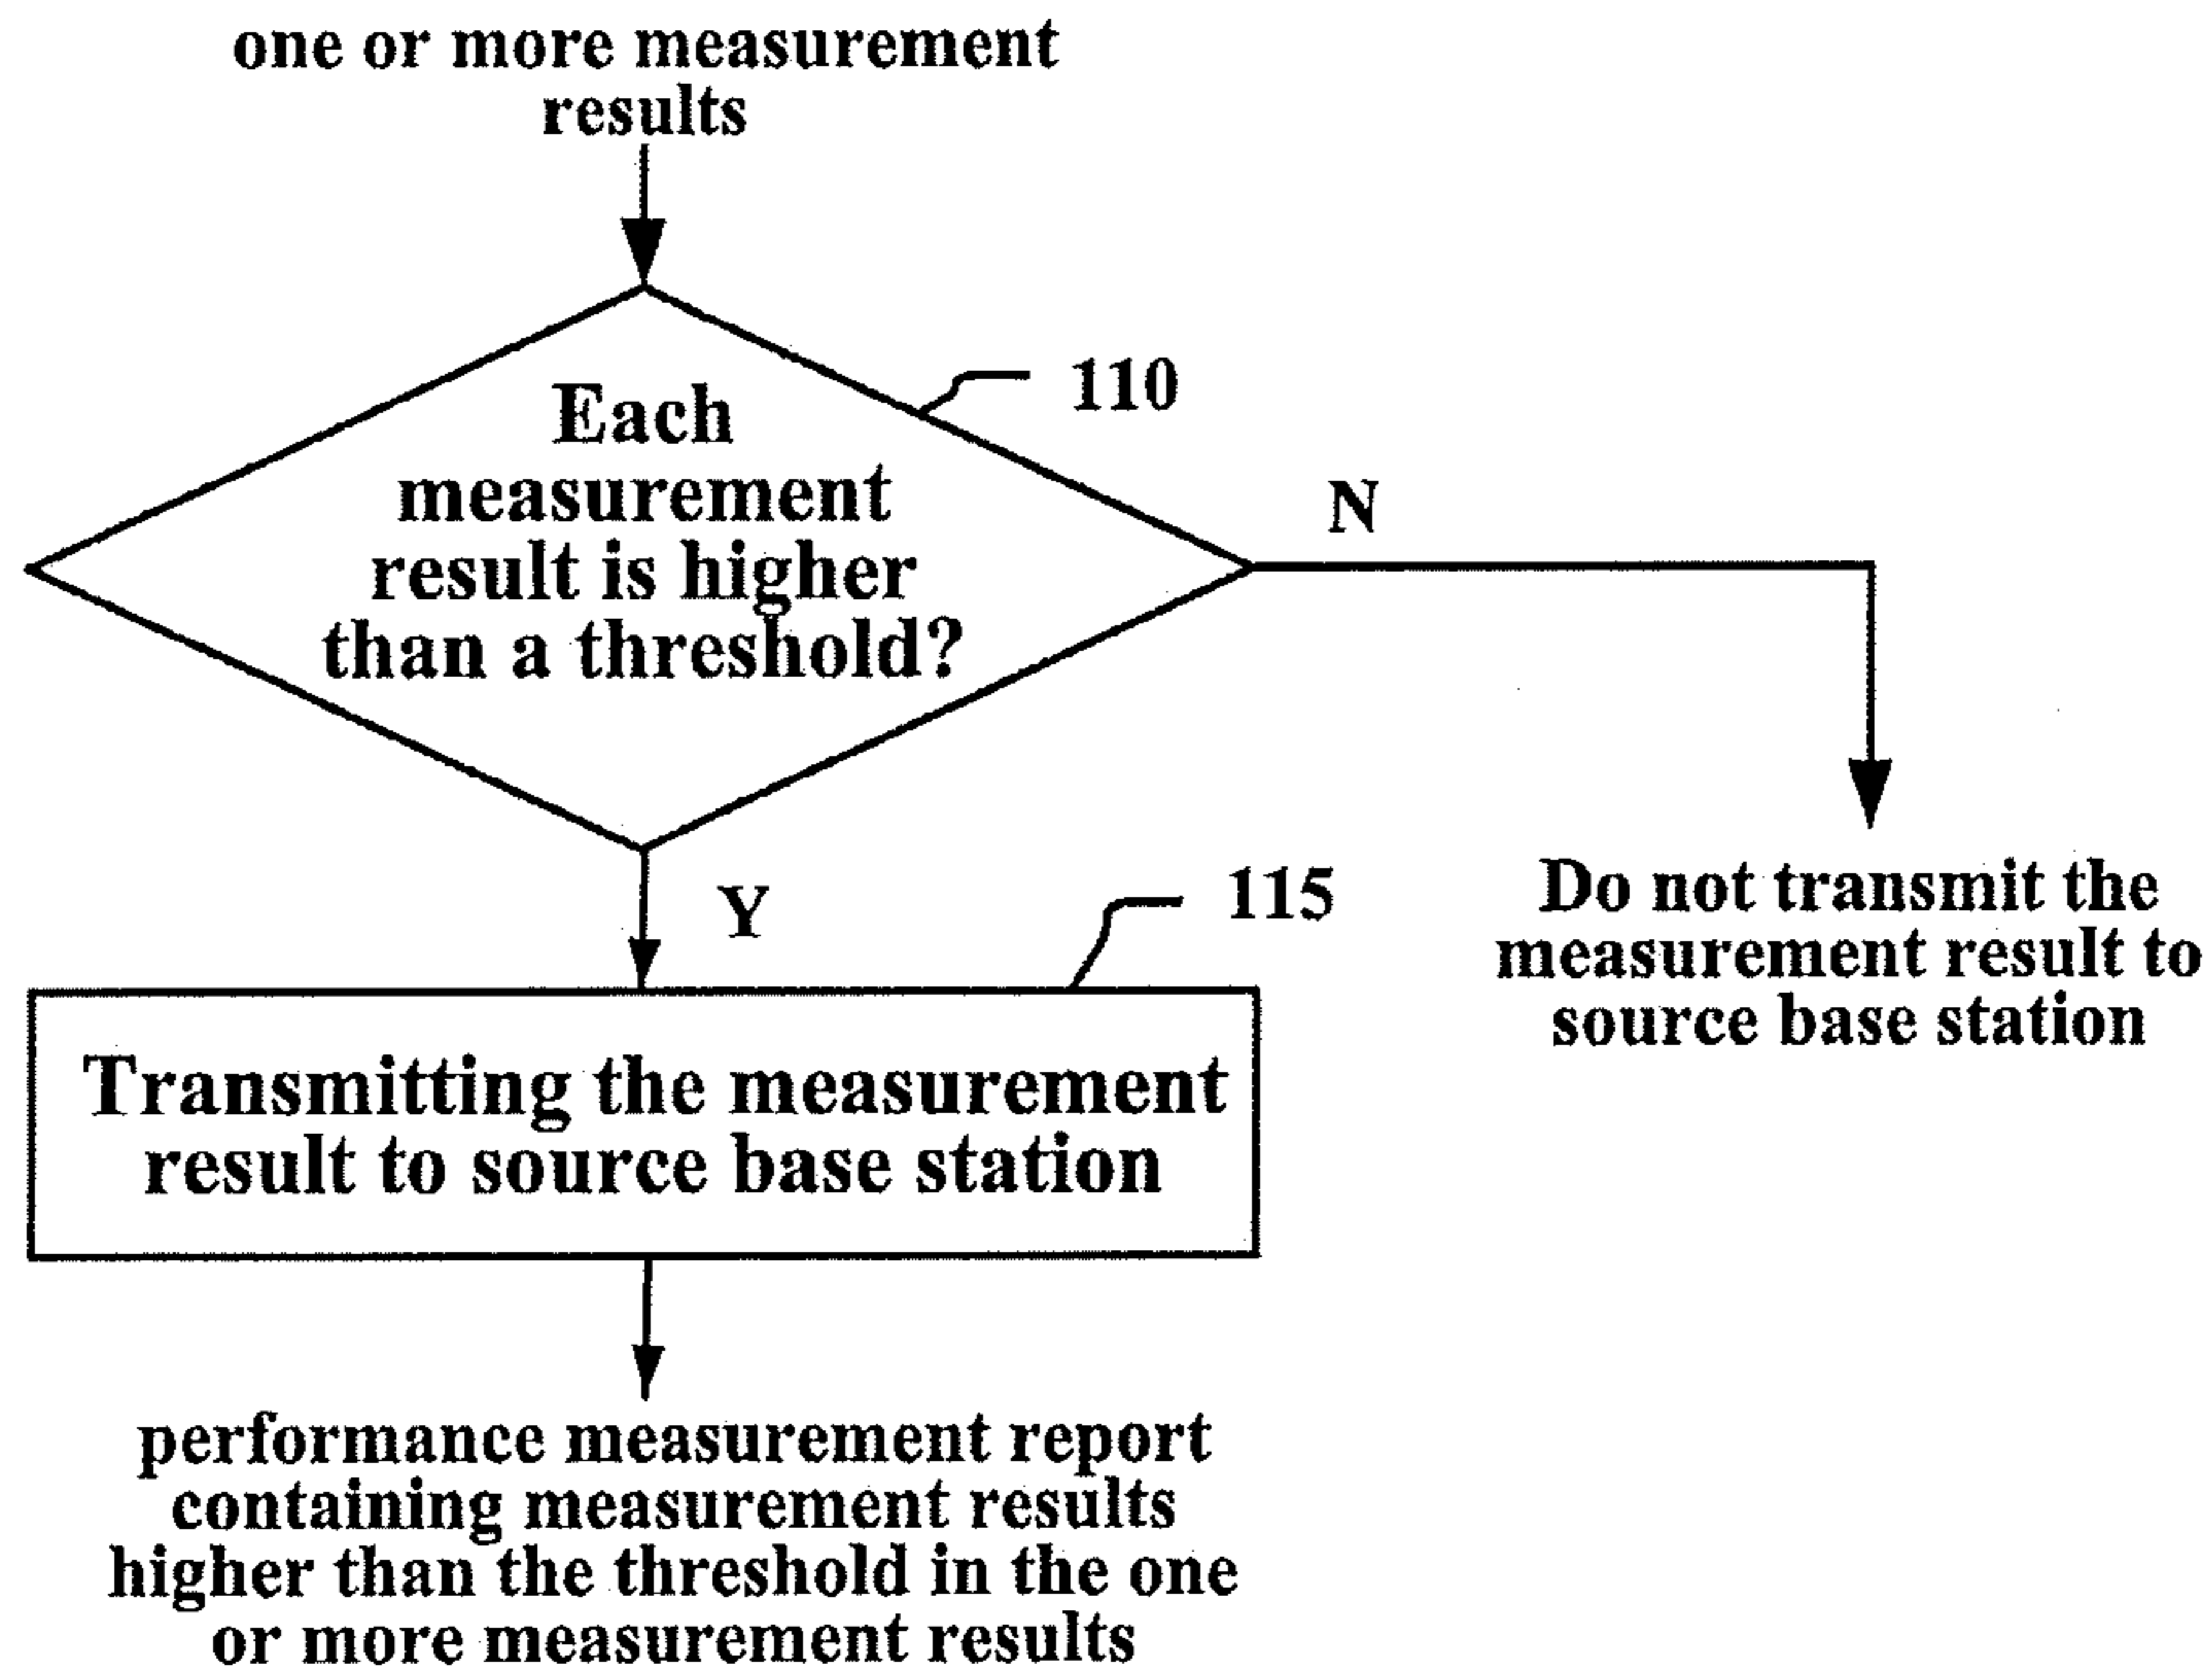 one or more measurement
results
110
Each
measurement
result is higher
than a threshold?
N
Y
115
Do not transmit the
measurement result to
source base station
Transmitting the measurement
result to source base station
performance measurement report
containing measurement results
higher than the threshold in the one
or more measurement results